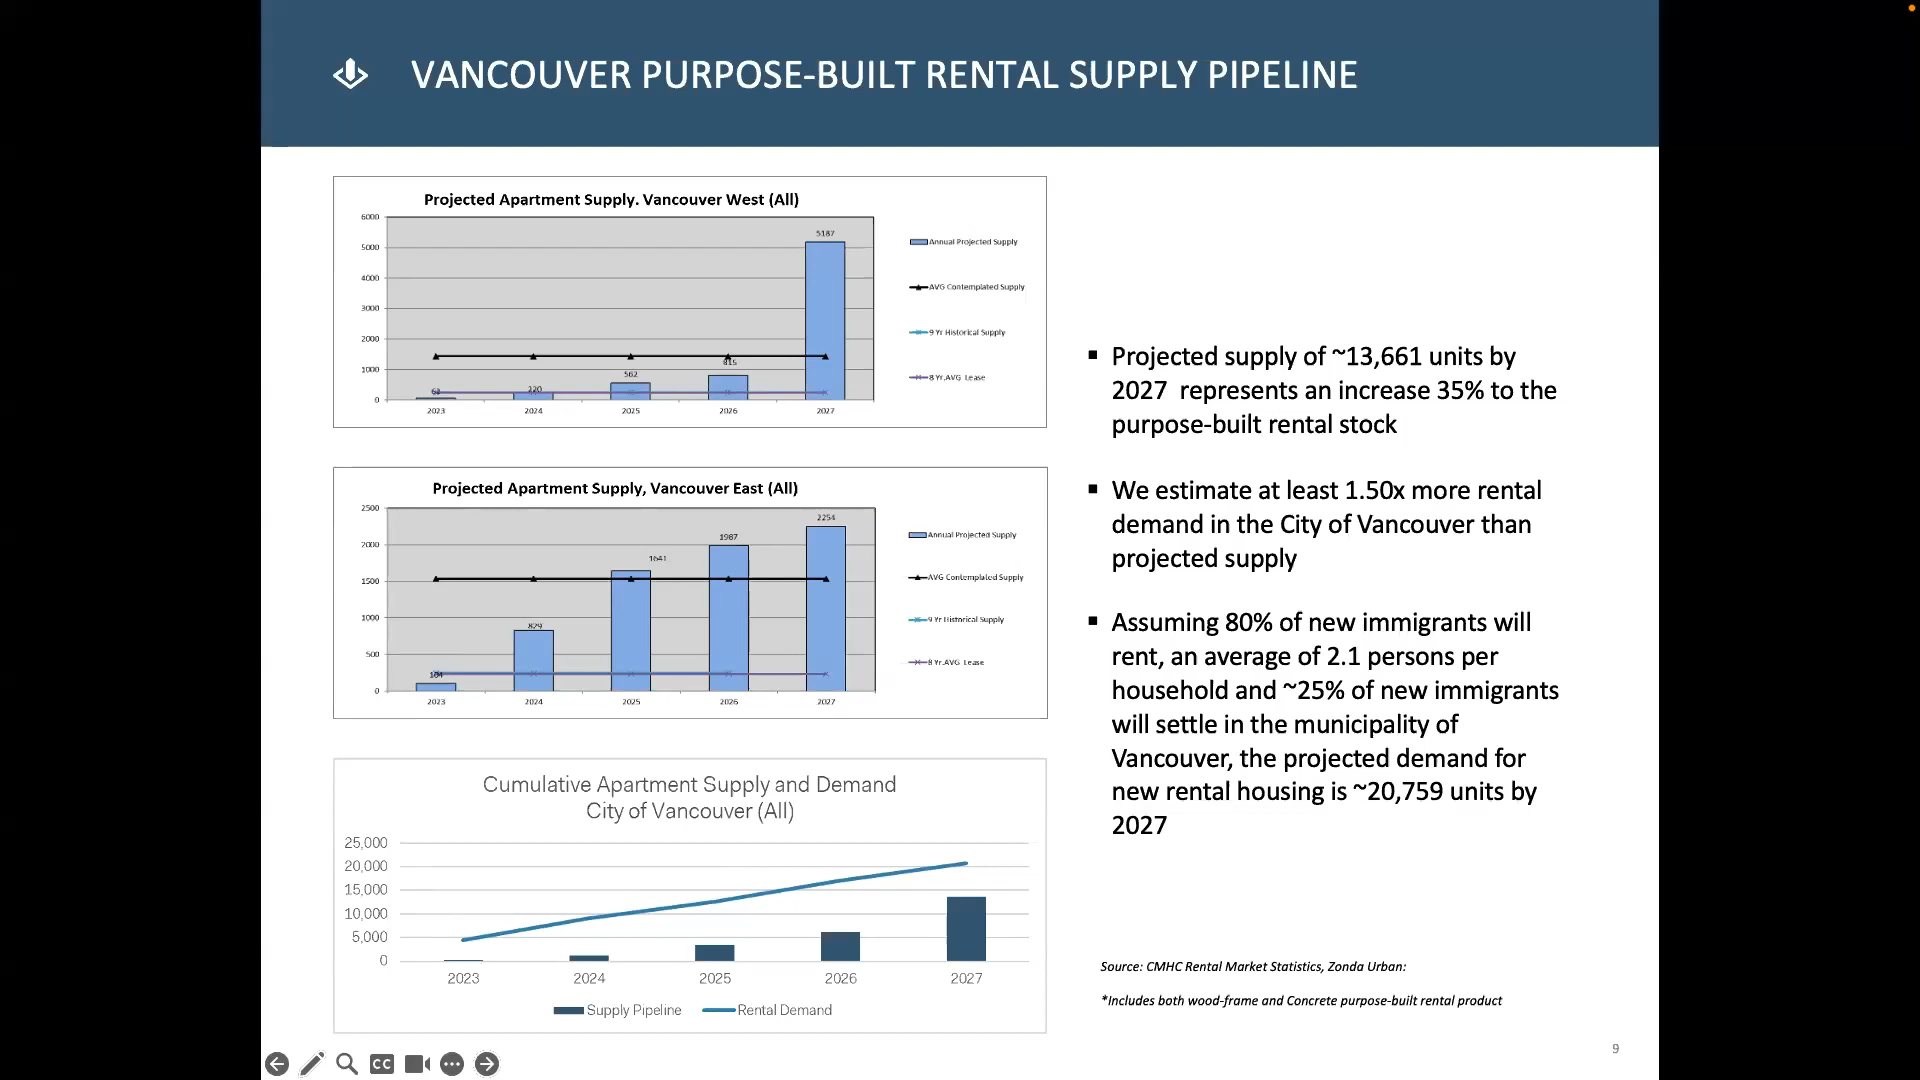 VANCOUVER PURPOSE-BUILT RENTAL SUPPLY PIPELINE
Projected Apartment Supply. Vancouver West (All)
6000
5000
4000
3000
2000
1000
0
63
220
562
815
5187
2023 2024 2025 2026 2027
Annual Projected Supply
AVG Contemplated Supply
9 Yr Historical Supply
8 Yr.AVG Lease
Projected Apartment Supply, Vancouver East (All)
2500
2000
1500
1000
500
0
104
829
1641
1987
2254
2023 2024 2025 2026 2027
Annual Projected Supply
AVG Contemplated Supply
9 Yr Historical Supply
8 Yr.AVG Lease
Cumulative Apartment Supply and Demand
City of Vancouver (All)
25,000
20,000
15,000
10,000
5,000
0
2023 2024 2025 2026 2027
Supply Pipeline Rental Demand
▪ Projected supply of ~13,661 units by
2027 represents an increase 35% to the
purpose-built rental stock
▪ We estimate at least 1.50x more rental
demand in the City of Vancouver than
projected supply
▪ Assuming 80% of new immigrants will
rent, an average of 2.1 persons per
household and ~25% of new immigrants
will settle in the municipality of
Vancouver, the projected demand for
new rental housing is ~20,759 units by
2027
Source: CMHC Rental Market Statistics, Zonda Urban:
*Includes both wood-frame and Concrete purpose-built rental product
9
CC